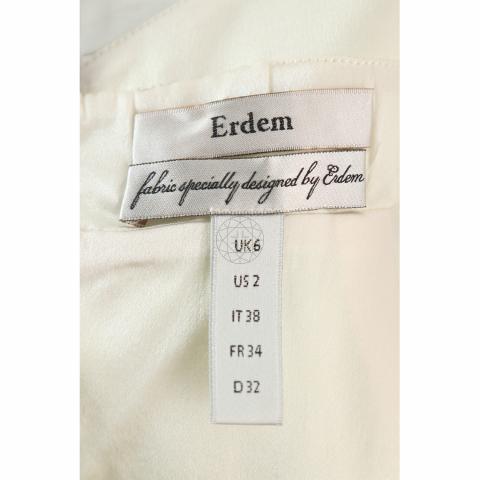 Erdem
fabric specially designed by Erdem
UK6
US 2
IT 38
FR 34
D 32